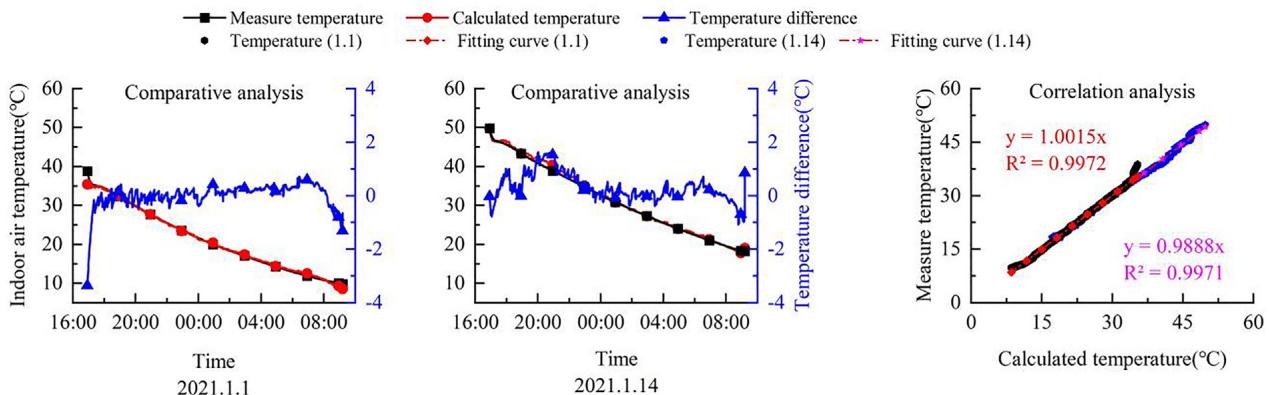 Measure temperature Calculated temperature Temperature difference
Temperature (1.1) Fitting curve (1.1) Temperature (1.14) Fitting curve (1.14)
Indoor air temperature(℃)
60
50
40
30
20
10
Comparative analysis
4
2
0
-2
-4
16:00 20:00 00:00 04:00 08:00
Time
2021.1.1
60
50
40
30
20
10
Comparative analysis
4
2
0
-2
-4
Temperature difference(℃)
16:00 20:00 00:00 04:00 08:00
Time
2021.1.14
Measure temperature(℃)
60
45
30
15
0
Correlation analysis
y = 1.0015x
R² = 0.9972
y = 0.9888x
R² = 0.9971
0 15 30 45 60
Calculated temperature(℃)